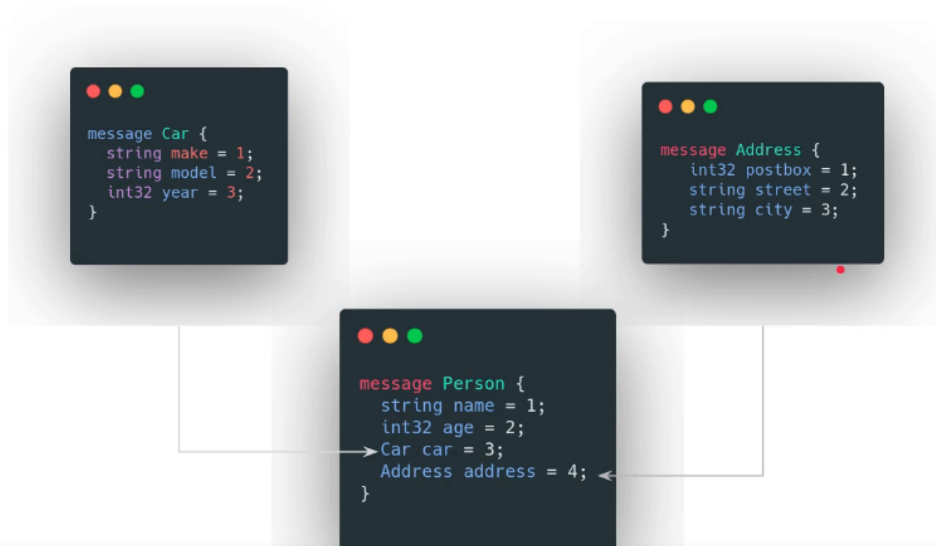 message Car {
  string make = 1;
  string model = 2;
  int32 year = 3;
}
message Address {
   int32 postbox = 1;
   string street = 2;
   string city = 3;
}
message Person {
  string name = 1;
  int32 age = 2;
  Car car = 3;
  Address address = 4;
}